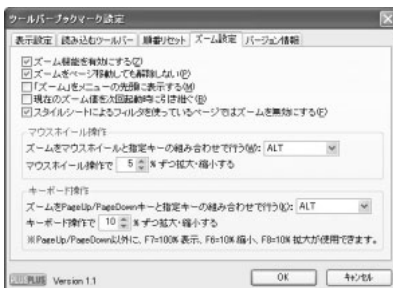 ツールバーブックマーク設定
表示設定 読み込むツールバー 順番リセット ズーム設定 バージョン情報
ズーム機能を有効にする(Z)
ズームをページ移動しても解除しない(P)
「ズーム」をメニューの先頭に表示する(M)
現在のズーム値を次回起動時に引き継ぐ(R)
スタイルシートによるフィルタを使っているページではズームを無効にする(F)
マウスホイール操作
ズームをマウスホイールと指定キーの組み合わせで行う(W): ALT
マウスホイール操作で 5 % ずつ拡大・縮小する
キーボード操作
ズームをPageUp/PageDownキーと指定キーの組み合わせで行う(K): ALT
キーボード操作で 10 % ずつ拡大・縮小する
※PageUp/PageDown以外に、F7=100% 表示、F6=10% 縮小、F8=10% 拡大が使用できます。
PLUS Version 1.1
OK キャンセル